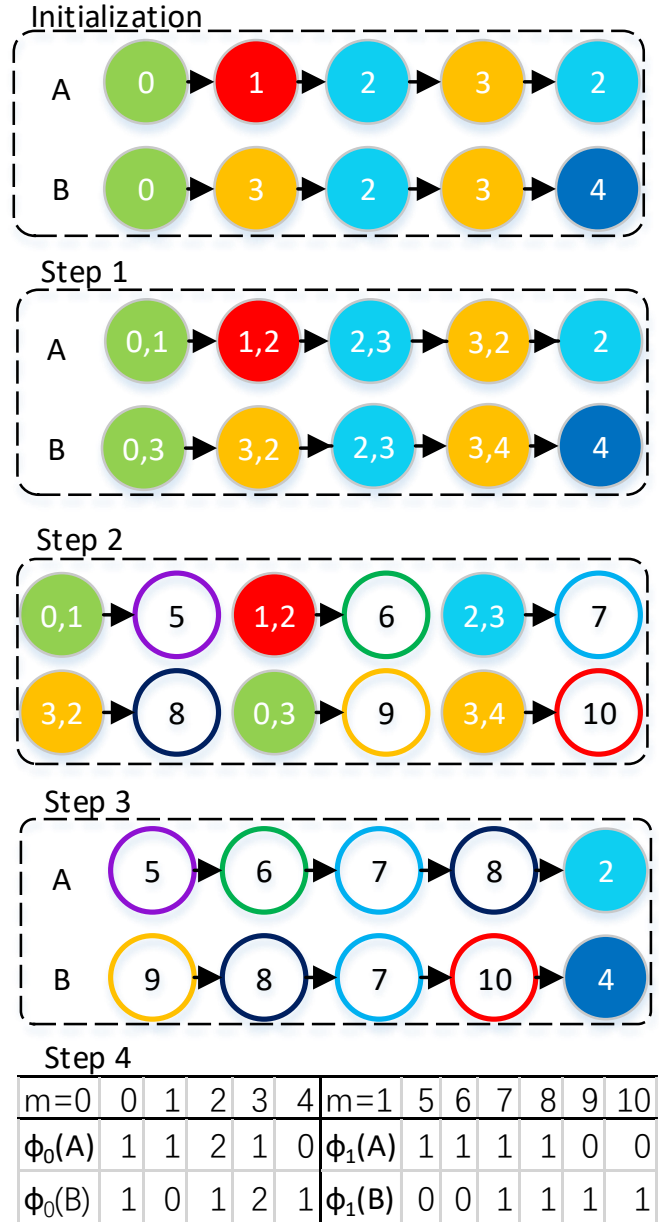 Initialization
A 0 1 2 3 2
B 0 3 2 3 4
Step 1
A 0,1 1,2 2,3 3,2 2
B 0,3 3,2 2,3 3,4 4
Step 2
0,1 5 1,2 6 2,3 7
3,2 8 0,3 9 3,4 10
Step 3
A 5 6 7 8 2
B 9 8 7 10 4
Step 4
m=0 0 1 2 3 4 m=1 5 6 7 8 9 10
ϕ₀(A) 1 1 2 1 0 ϕ₁(A) 1 1 1 1 0 0
ϕ₀(B) 1 0 1 2 1 ϕ₁(B) 0 0 1 1 1 1